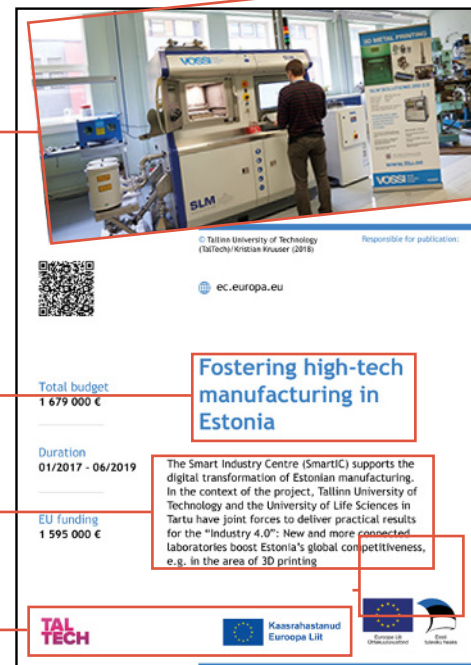 VOSSI
3D METAL PRINTING
SLM
VOSSI
© Tallinn University of Technology
(TalTech)/Kristian Kruuser (2018)
Responsible for publication:
ec.europa.eu
Total budget
1 679 000 €
Fostering high-tech
manufacturing in
Estonia
Duration
01/2017 - 06/2019
The Smart Industry Centre (SmartIC) supports the
digital transformation of Estonian manufacturing.
In the context of the project, Tallinn University of
Technology and the University of Life Sciences in
Tartu have joint forces to deliver practical results
for the “Industry 4.0”: New and more connected
laboratories boost Estonia’s global competitiveness,
e.g. in the area of 3D printing
EU funding
1 595 000 €
TAL
TECH
Kaasrahastanud
Euroopa Liit
Euroopa Liit
Eesti
tuleviku heaks